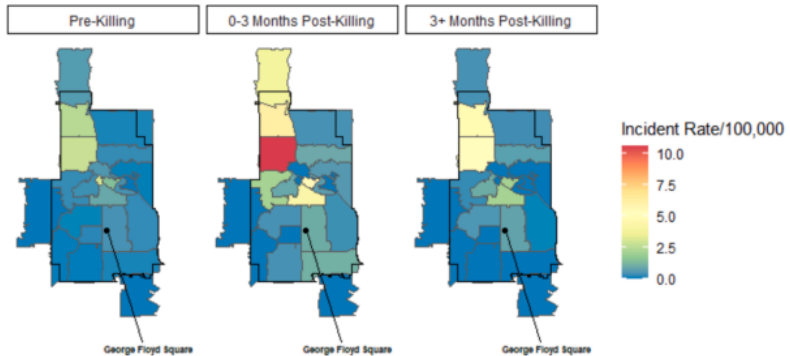 Pre-Killing
0-3 Months Post-Killing
3+ Months Post-Killing
Incident Rate/100,000
10.0
7.5
5.0
2.5
0.0
George Floyd Square
George Floyd Square
George Floyd Square